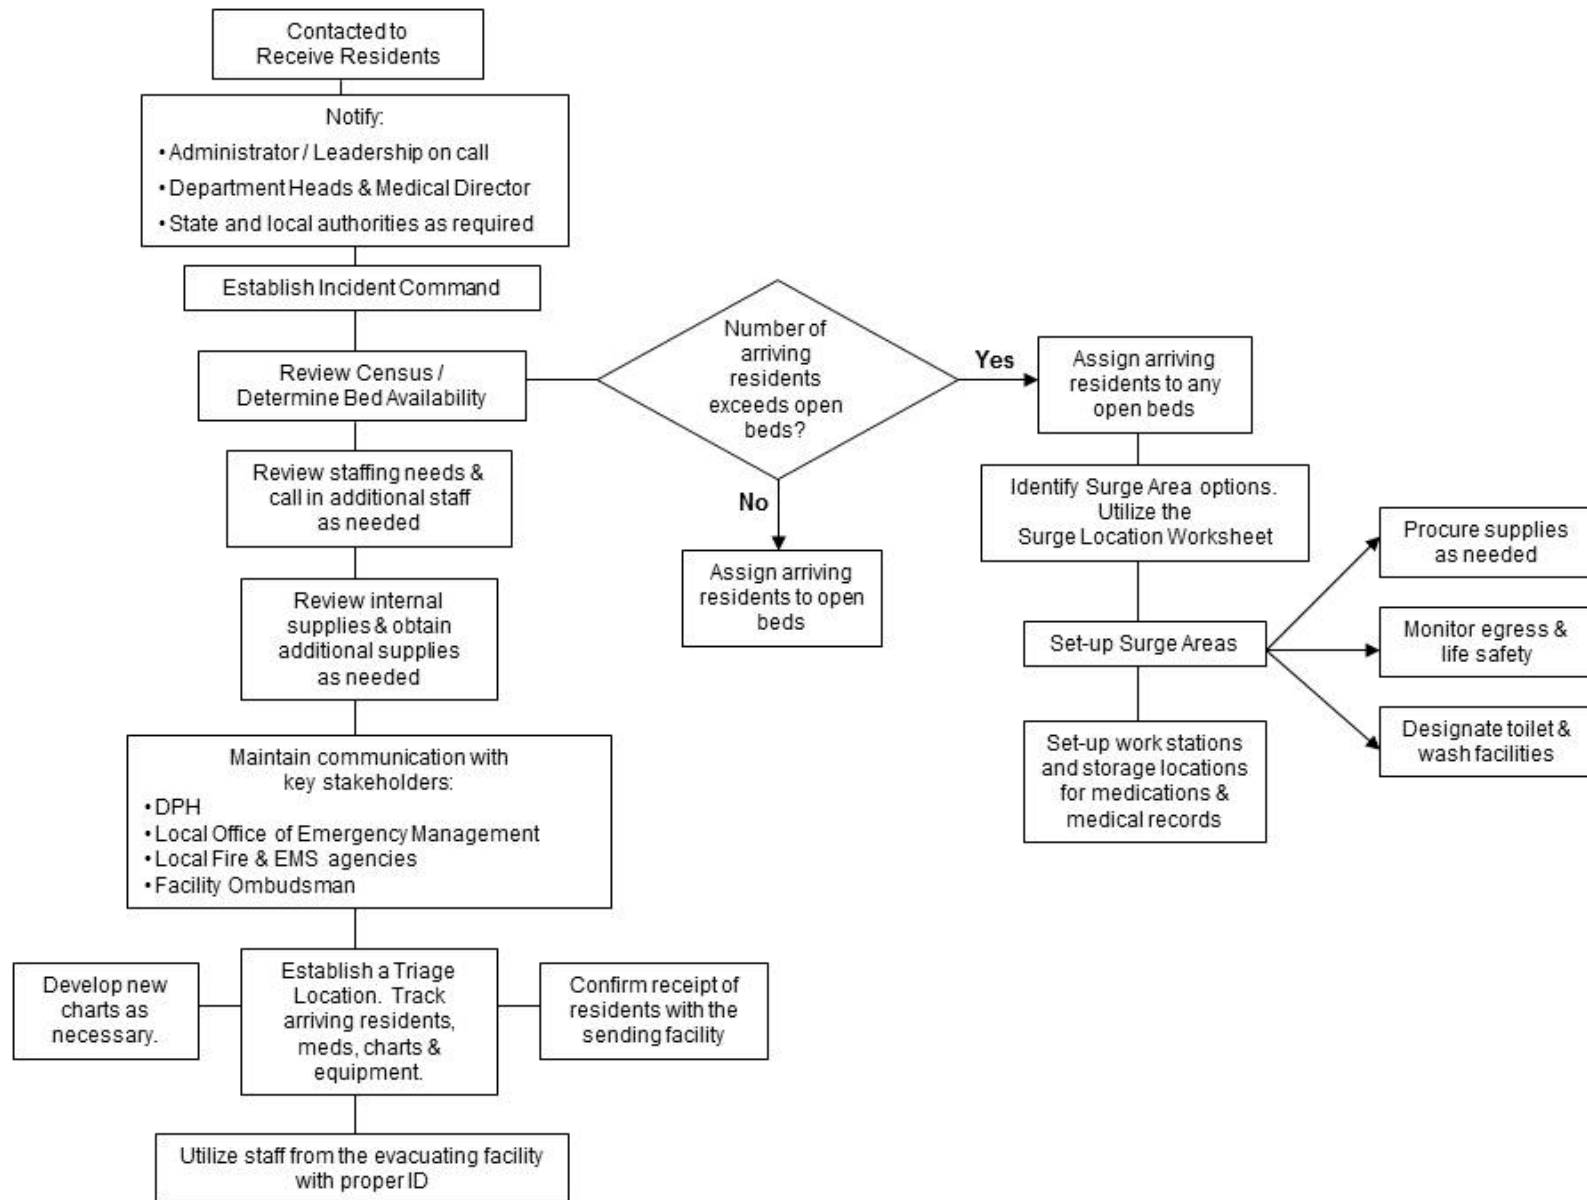 Contacted to
Receive Residents
Notify:
• Administrator / Leadership on call
• Department Heads & Medical Director
• State and local authorities as required
Establish Incident Command
Review Census /
Determine Bed Availability
Number of
arriving
residents
exceeds open
beds?
Yes
Assign arriving
residents to any
open beds
No
Assign arriving
residents to open
beds
Identify Surge Area options.
Utilize the
Surge Location Worksheet
Set-up Surge Areas
Procure supplies
as needed
Monitor egress &
life safety
Designate toilet &
wash facilities
Set-up work stations
and storage locations
for medications &
medical records
Review staffing needs &
call in additional staff
as needed
Review internal
supplies & obtain
additional supplies
as needed
Maintain communication with
key stakeholders:
• DPH
• Local Office of Emergency Management
• Local Fire & EMS agencies
• Facility Ombudsman
Develop new
charts as
necessary.
Establish a Triage
Location. Track
arriving residents,
meds, charts &
equipment.
Confirm receipt of
residents with the
sending facility
Utilize staff from the evacuating facility
with proper ID